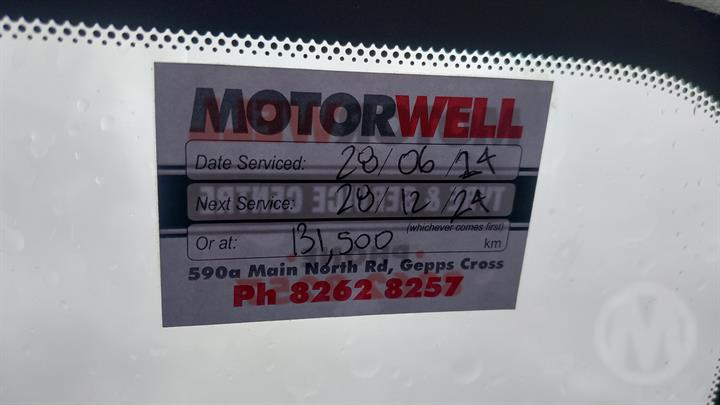 MOTORWELL
Date Serviced: 28/06/24
Next Service: 28/12/24
(whichever comes first)
Or at: 131,500 km
590a Main North Rd, Gepps Cross
Ph 8262 8257
M